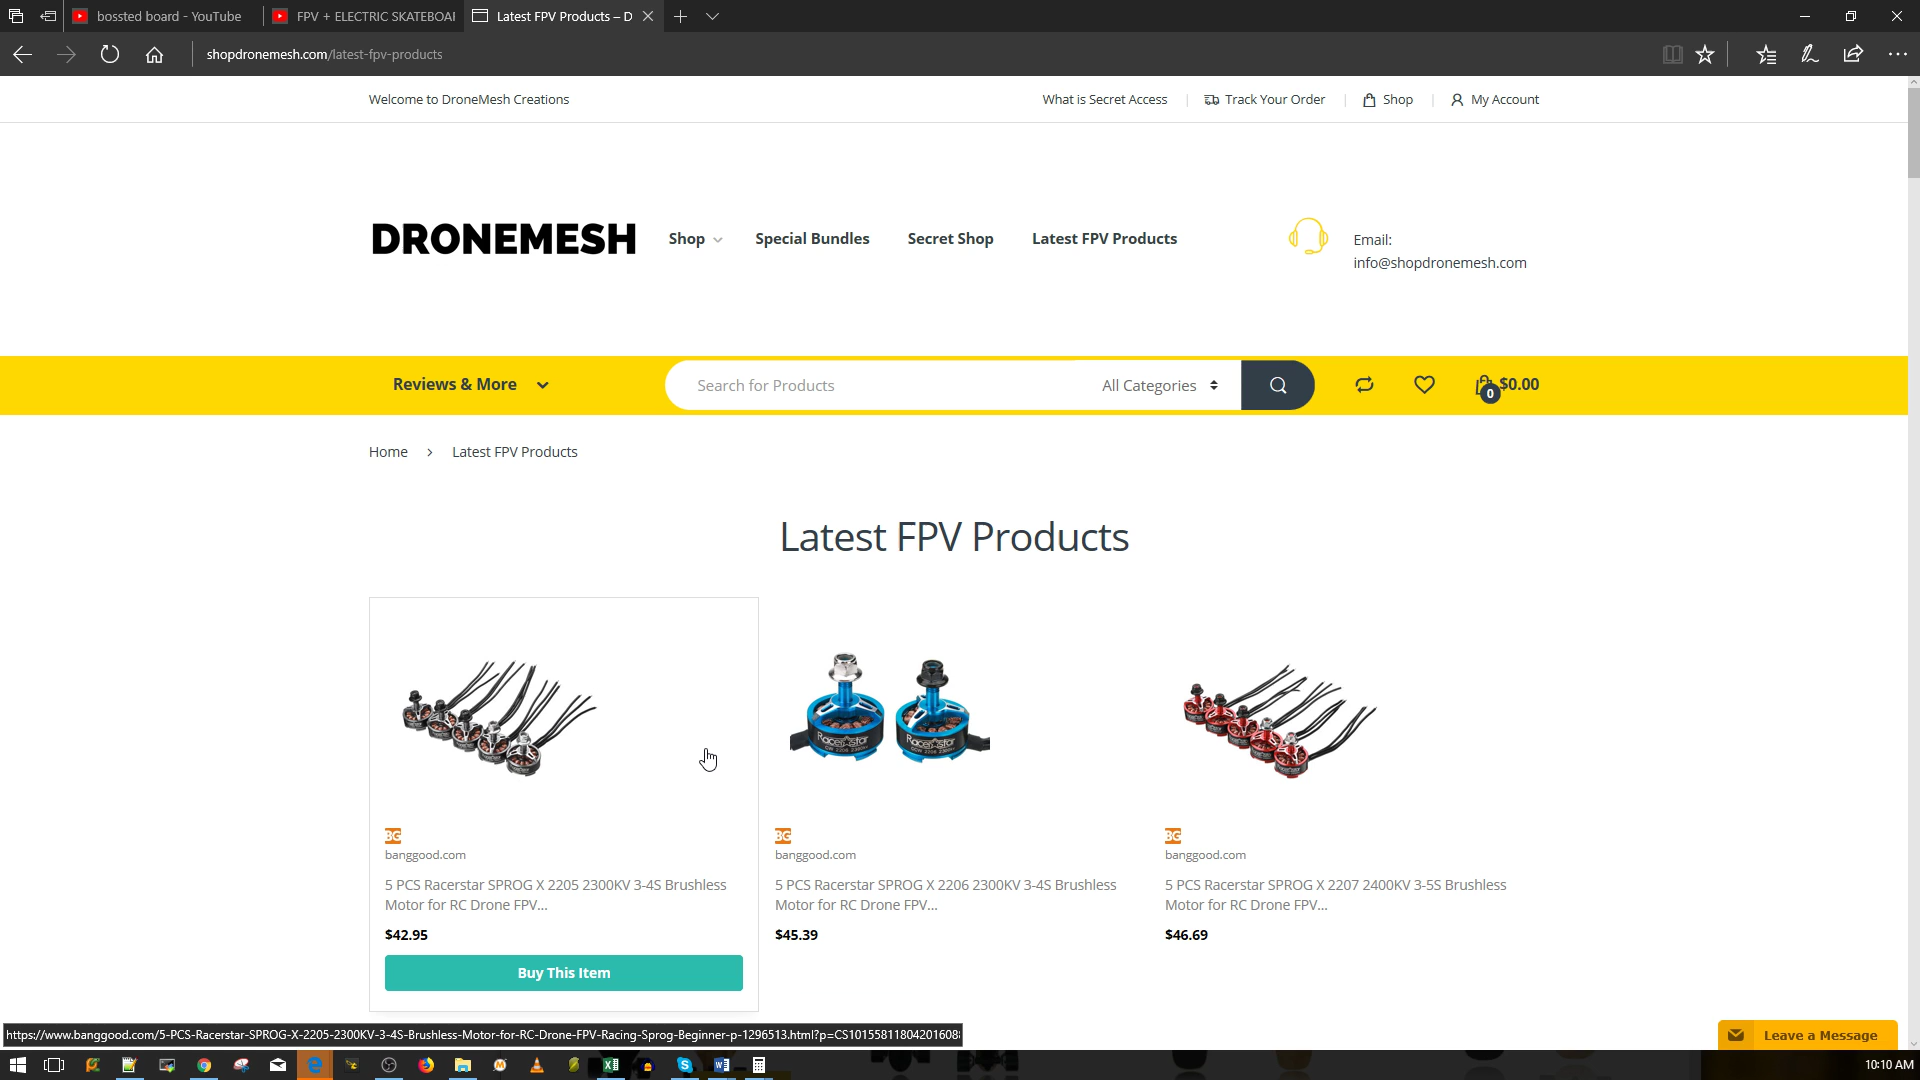 bossted board - YouTube
FPV + ELECTRIC SKATEBOAI
Latest FPV Products – D
shopdronemesh.com/latest-fpv-products
Welcome to DroneMesh Creations
What is Secret Access
Track Your Order
Shop
My Account
DRONEMESH
Shop
Special Bundles
Secret Shop
Latest FPV Products
Email:
info@shopdronemesh.com
Reviews & More
Search for Products
All Categories
0
$0.00
Home > Latest FPV Products
Latest FPV Products
BG
banggood.com
5 PCS Racerstar SPROG X 2205 2300KV 3-4S Brushless
Motor for RC Drone FPV...
$42.95
Buy This Item
BG
banggood.com
5 PCS Racerstar SPROG X 2206 2300KV 3-4S Brushless
Motor for RC Drone FPV...
$45.39
BG
banggood.com
5 PCS Racerstar SPROG X 2207 2400KV 3-5S Brushless
Motor for RC Drone FPV...
$46.69
https://www.banggood.com/5-PCS-Racerstar-SPROG-X-2205-2300KV-3-4S-Brushless-Motor-for-RC-Drone-FPV-Racing-Sprog-Beginner-p-1296513.html?p=CS10155811804201608
Leave a Message
10:10 AM